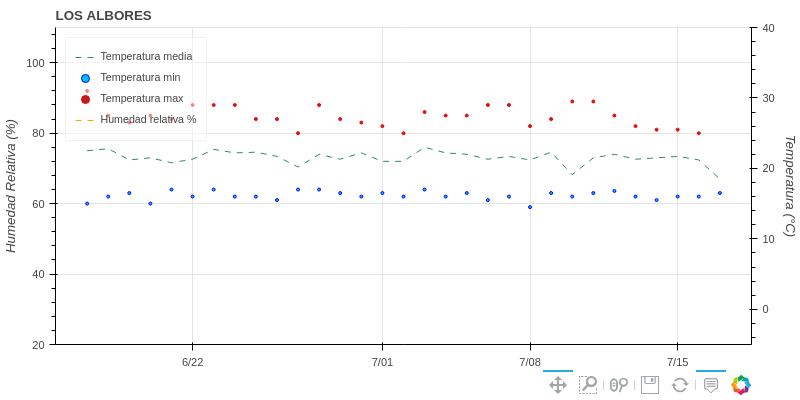 LOS ALBORES
Temperatura media
Temperatura min
Temperatura max
Humedad relativa %
Humedad Relativa (%)
100
80
60
40
20
Temperatura (°C)
40
30
20
10
0
6/22
7/01
7/08
7/15